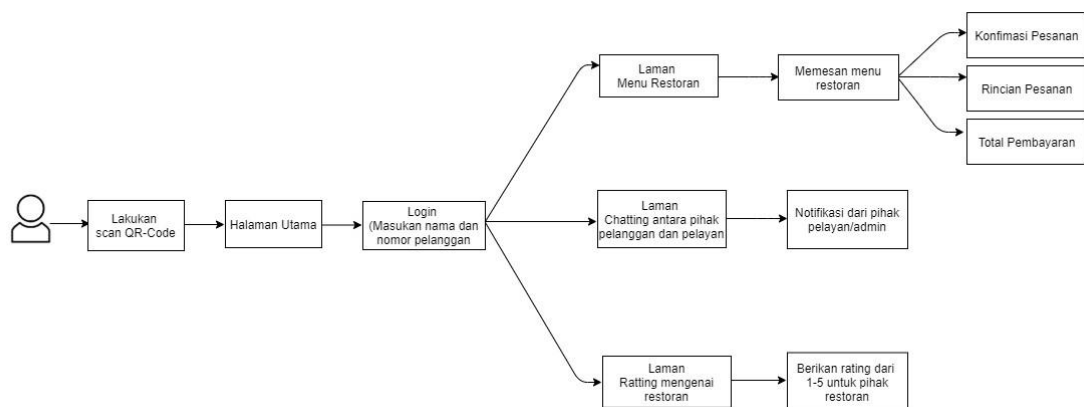 Lakukan
scan QR-Code
Halaman Utama
Login
(Masukan nama dan
nomor pelanggan
Laman
Menu Restoran
Memesan menu
restoran
Konfimasi Pesanan
Rincian Pesanan
Total Pembayaran
Laman
Chatting antara pihak
pelanggan dan pelayan
Notifikasi dari pihak
pelayan/admin
Laman
Ratting mengenai
restoran
Berikan rating dari
1-5 untuk pihak
restoran